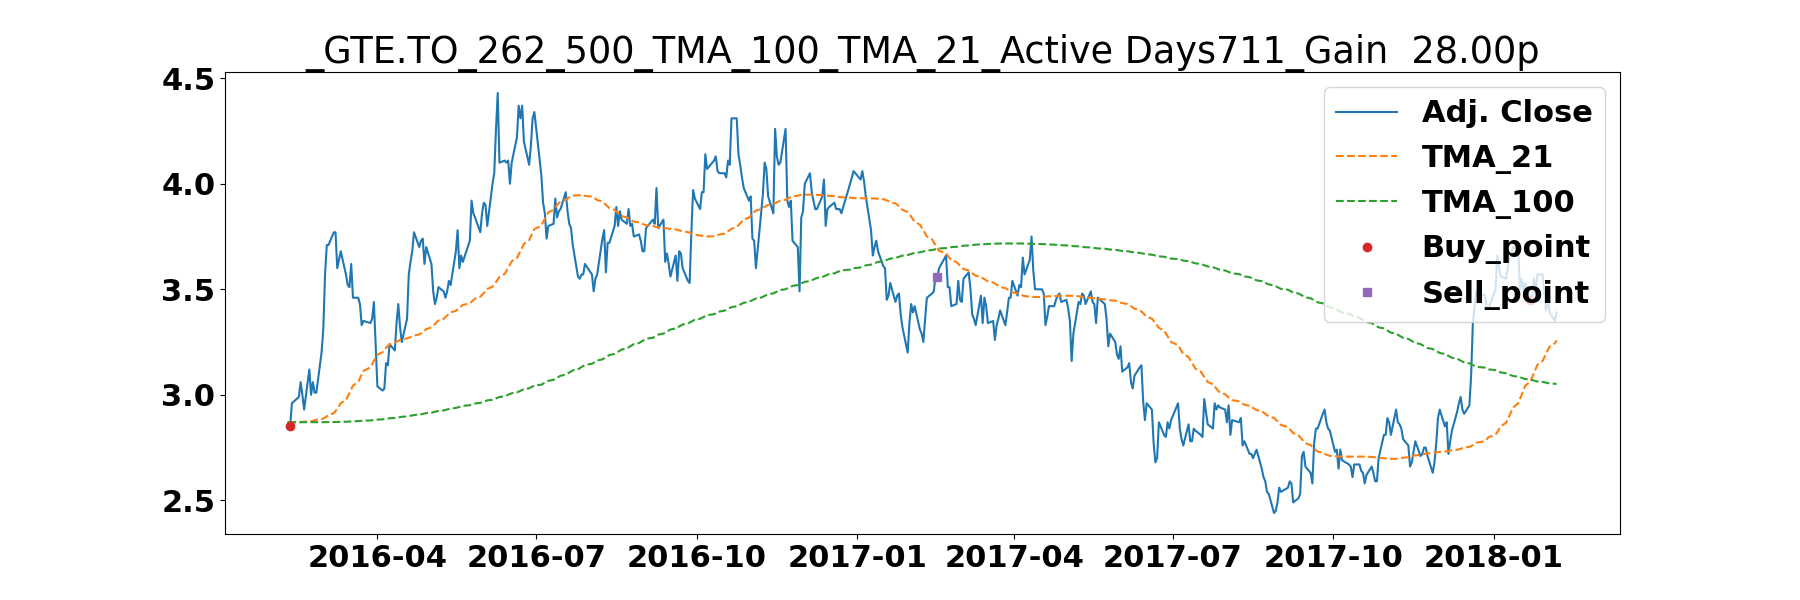 _GTE.TO_262_500_TMA_100_TMA_21_Active Days711_Gain  28.00p
4.5
4.0
3.5
3.0
2.5
Adj. Close
TMA_21
TMA_100
Buy_point
Sell_point
2016-04 2016-07 2016-10 2017-01 2017-04 2017-07 2017-10 2018-01